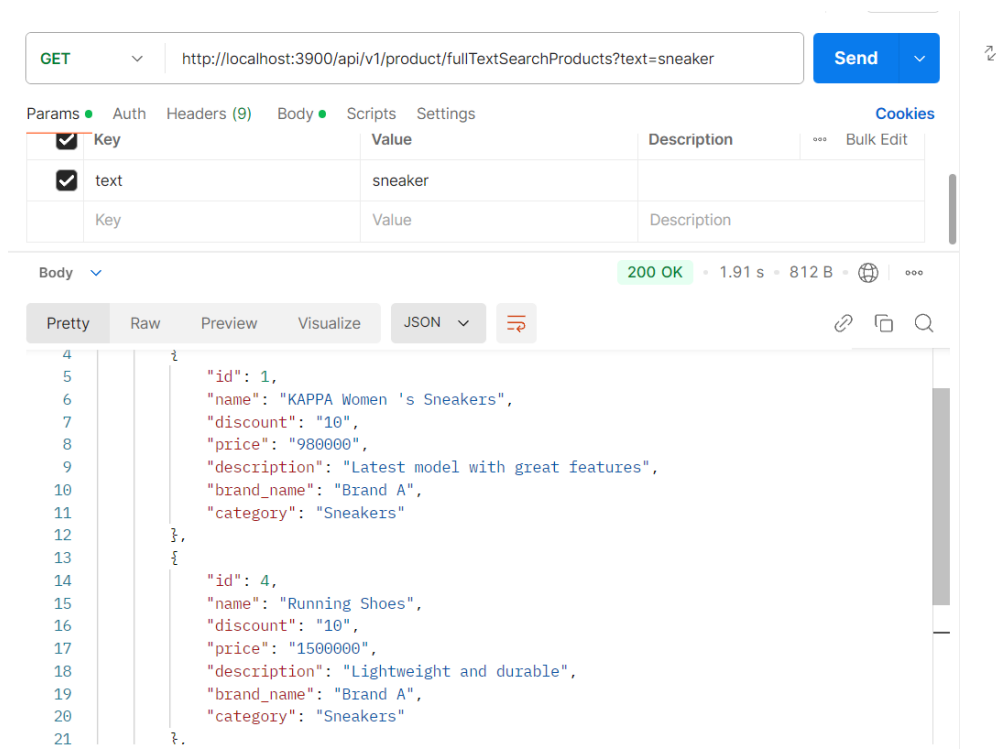 GET http://localhost:3900/api/v1/product/fullTextSearchProducts?text=sneaker Send
Params Auth Headers (9) Body Scripts Settings Cookies
Key Value Description Bulk Edit
text sneaker
Key Value Description
Body 200 OK 1.91 s 812 B
Pretty Raw Preview Visualize JSON
4 {
5 "id": 1,
6 "name": "KAPPA Women 's Sneakers",
7 "discount": "10",
8 "price": "980000",
9 "description": "Latest model with great features",
10 "brand_name": "Brand A",
11 "category": "Sneakers"
12 },
13 {
14 "id": 4,
15 "name": "Running Shoes",
16 "discount": "10",
17 "price": "1500000",
18 "description": "Lightweight and durable",
19 "brand_name": "Brand A",
20 "category": "Sneakers"
21 },